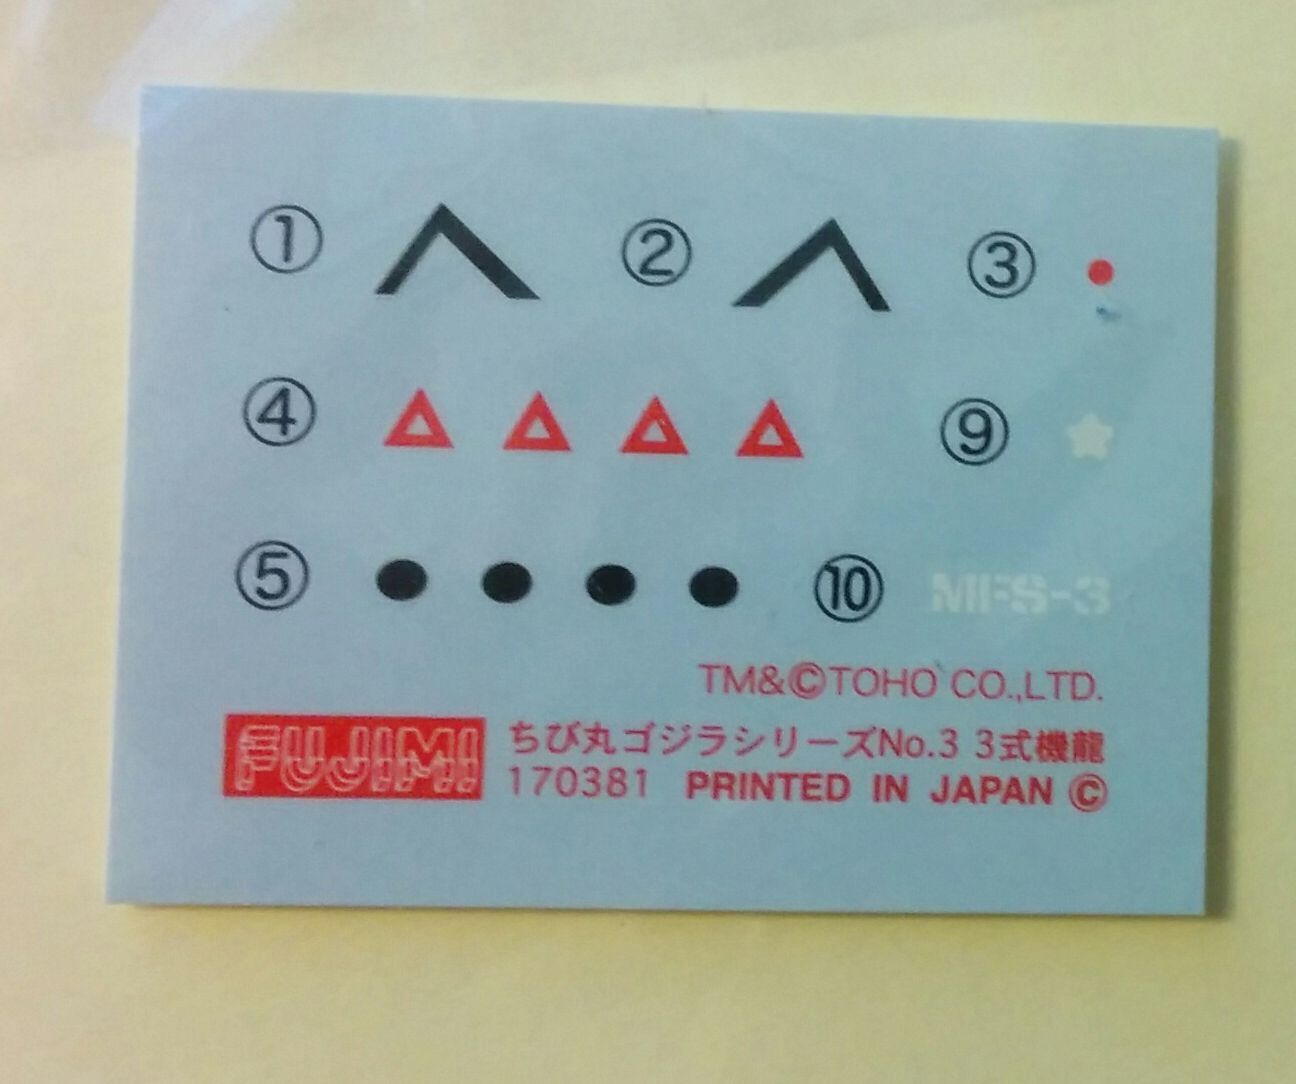 ① ② ③
④ ⑨
⑤ ⑩ MFS-3
TM&©TOHO CO.,LTD.
FUJIMI ちび丸ゴジラシリーズNo.3 3式機龍
170381 PRINTED IN JAPAN ©